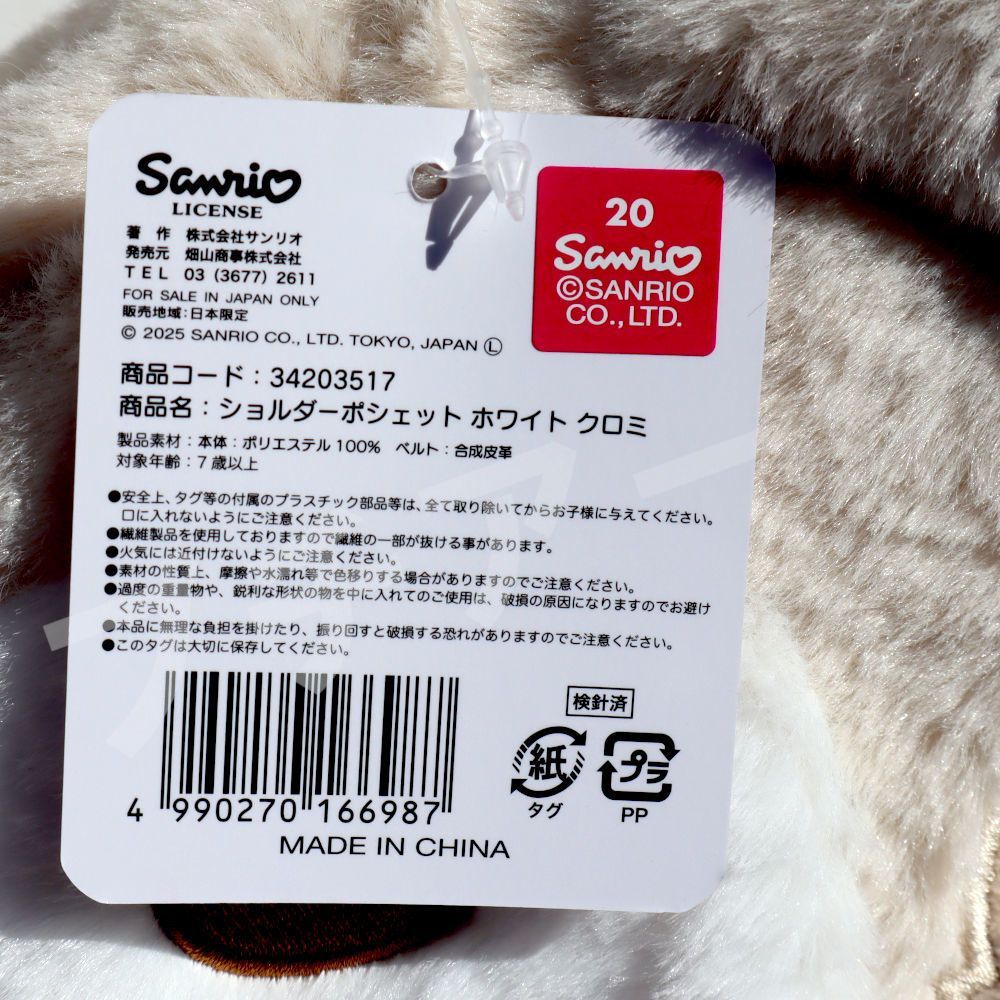 Sanrio
LICENSE
著 作 株式会社サンリオ
発売元 畑山商事株式会社
TEL 03 (3677) 2611
FOR SALE IN JAPAN ONLY
販売地域:日本限定
© 2025 SANRIO CO., LTD. TOKYO, JAPAN Ⓛ
20
Sanrio
©SANRIO
CO.,LTD.
商品コード:34203517
商品名:ショルダーポシェット ホワイト クロミ
製品素材:本体:ポリエステル100% ベルト:合成皮革
対象年齢:7歳以上
●安全上、タグ等の付属のプラスチック部品等は、全て取り除いてからお子様に与えてください。
口に入れないようにご注意ください。
●繊維製品を使用しておりますので繊維の一部が抜ける事があります。
●火気には近付けないようにご注意ください。
●素材の性質上、摩擦や水濡れ等で色移りする場合がありますのでご注意ください。
●過度の重量物や、鋭利な形状の物を中に入れてのご使用は、破損の原因になりますのでお避け
ください。
●本品に無理な負担を掛けたり、振り回すと破損する恐れがありますのでご注意ください。
●このタグは大切に保存してください。
4 990270 166987
検針済
紙
タグ
プラ
PP
MADE IN CHINA